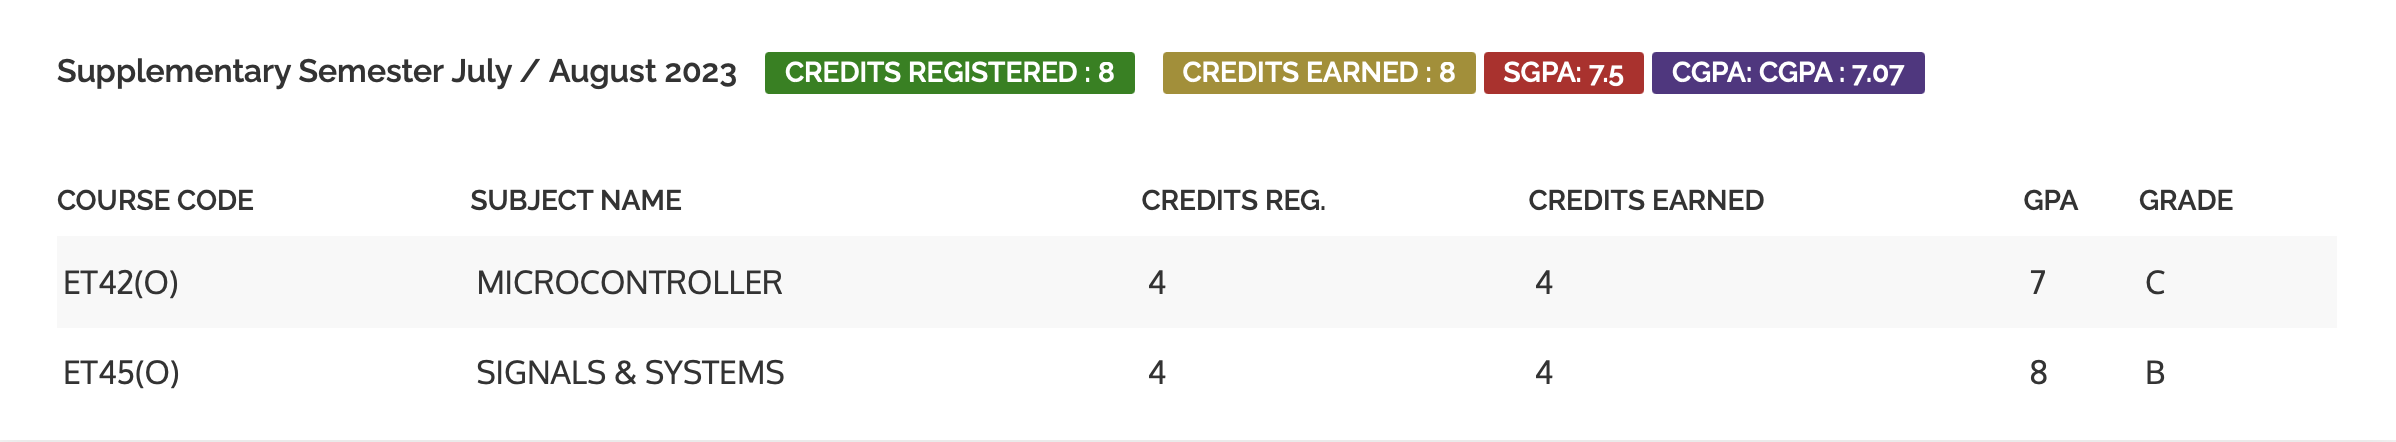 Supplementary Semester July / August 2023 CREDITS REGISTERED : 8 CREDITS EARNED : 8 SGPA: 7.5 CGPA: CGPA : 7.07
COURSE CODE SUBJECT NAME CREDITS REG. CREDITS EARNED GPA GRADE
ET42(O) MICROCONTROLLER 4 4 7 C
ET45(O) SIGNALS & SYSTEMS 4 4 8 B